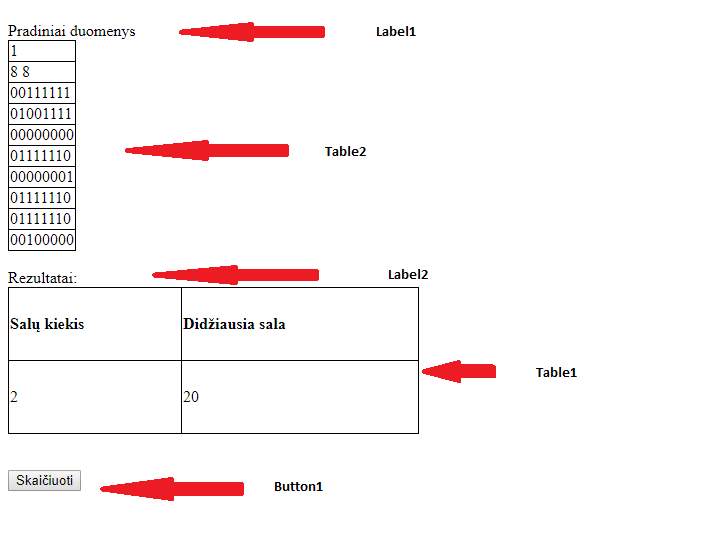 Pradiniai duomenys Label1
1
8 8
00111111
01001111
00000000
01111110 Table2
00000001
01111110
01111110
00100000
Rezultatai: Label2
Salų kiekis Didžiausia sala
2 20 Table1
Skaičiuoti Button1